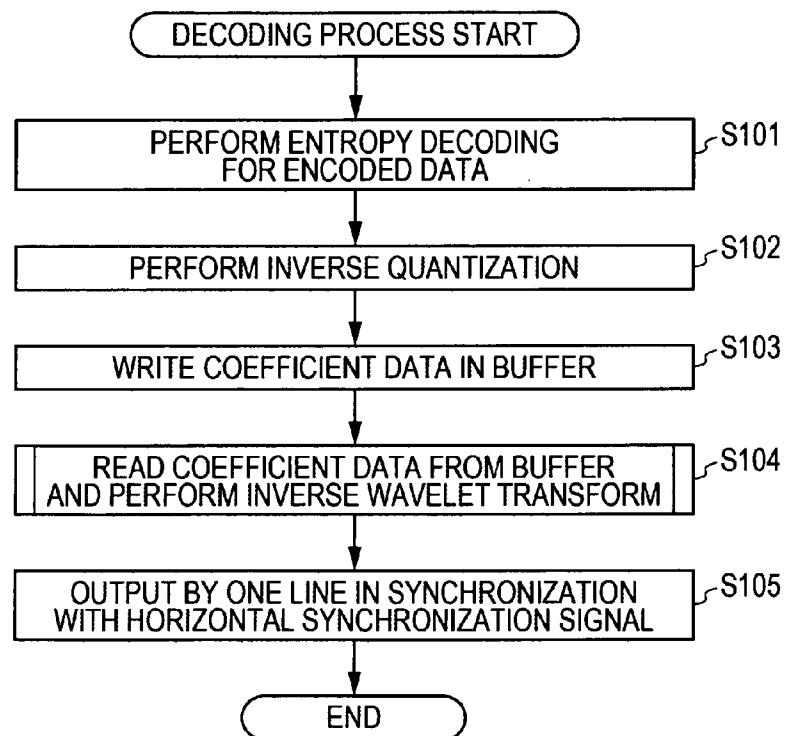 DECODING PROCESS START
PERFORM ENTROPY DECODING
FOR ENCODED DATA
S101
PERFORM INVERSE QUANTIZATION
S102
WRITE COEFFICIENT DATA IN BUFFER
S103
READ COEFFICIENT DATA FROM BUFFER
AND PERFORM INVERSE WAVELET TRANSFORM
S104
OUTPUT BY ONE LINE IN SYNCHRONIZATION
WITH HORIZONTAL SYNCHRONIZATION SIGNAL
S105
END